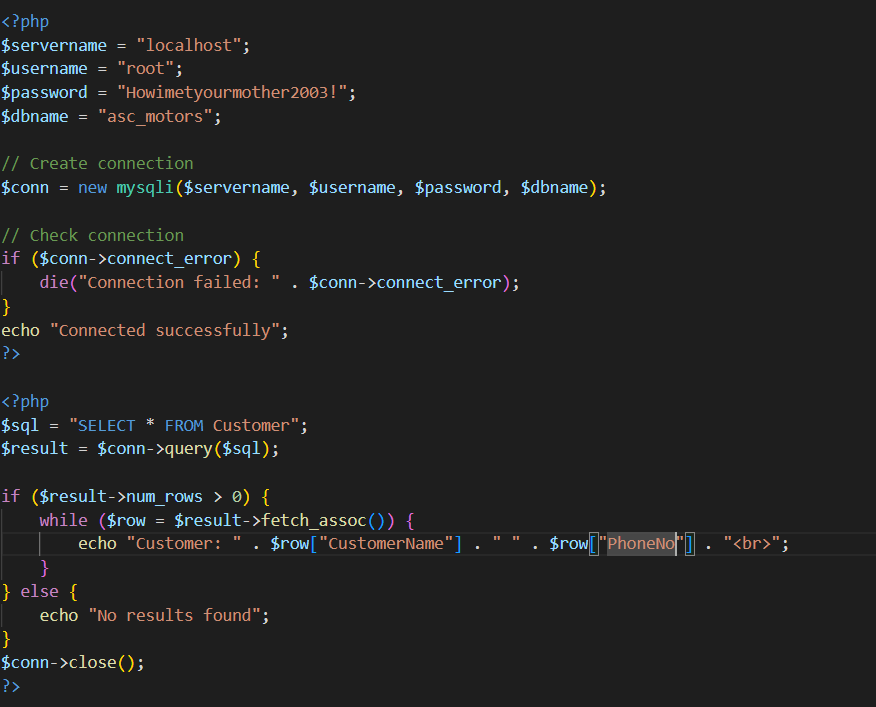 <?php
$servername = "localhost";
$username = "root";
$password = "Howimetyourmother2003!";
$dbname = "asc_motors";
// Create connection
$conn = new mysqli($servername, $username, $password, $dbname);
// Check connection
if ($conn->connect_error) {
die("Connection failed: " . $conn->connect_error);
}
echo "Connected successfully";
?>
<?php
$sql = "SELECT * FROM Customer";
$result = $conn->query($sql);
if ($result->num_rows > 0) {
while ($row = $result->fetch_assoc()) {
echo "Customer: " . $row["CustomerName"] . " " . $row["PhoneNo"] . "<br>";
}
} else {
echo "No results found";
}
$conn->close();
?>